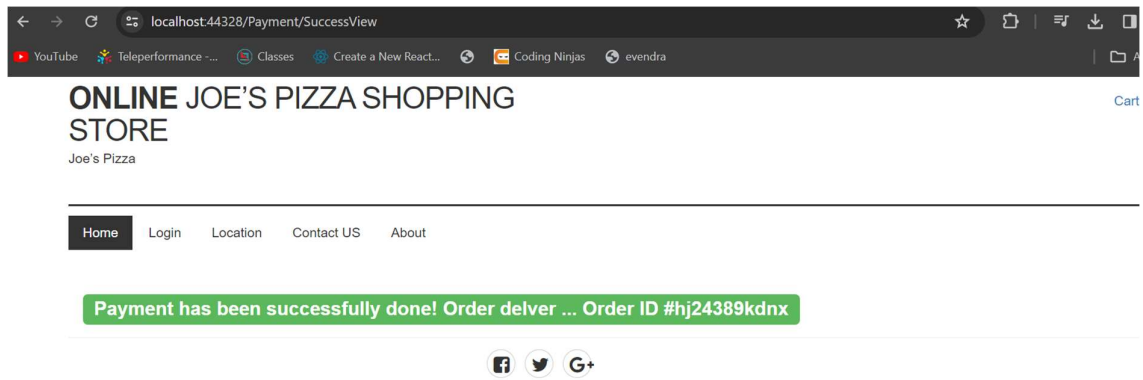 localhost:44328/Payment/SuccessView
YouTube Teleperformance -... Classes Create a New React... Coding Ninjas evendra
ONLINE JOE’S PIZZA SHOPPING
STORE
Cart
Joe’s Pizza
Home Login Location Contact US About
Payment has been successfully done! Order delver ... Order ID #hj24389kdnx
G+